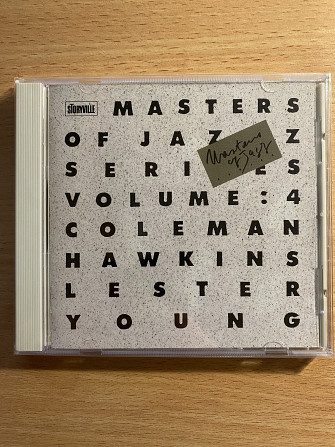 STORYVILLE MASTERS
OF JAZZ
Masters
of Jazz
SERIES
VOLUME:4
COLEMAN
HAWKINS
LESTER
YOUNG